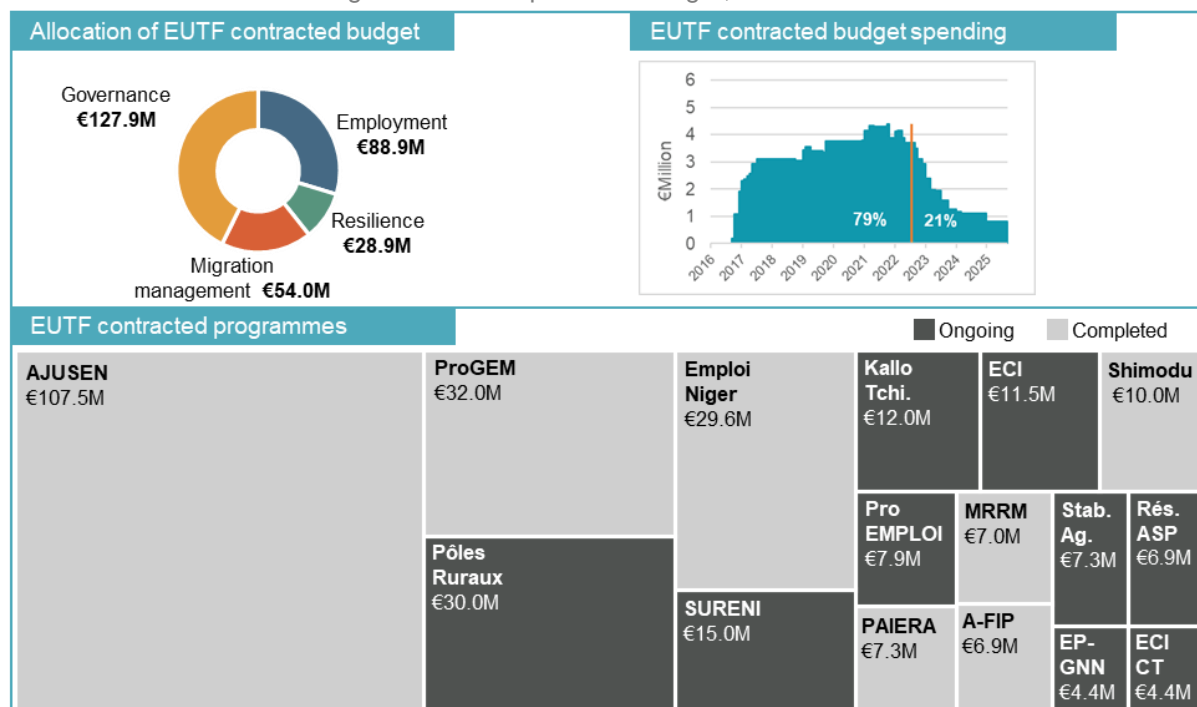 Allocation of EUTF contracted budget
Governance
€127.9M
Employment
€88.9M
Resilience
€28.9M
Migration
management €54.0M
EUTF contracted budget spending
€Million
6
5
4
3
2
1
0
79%
21%
2016
2017
2018
2019
2020
2021
2022
2023
2024
2025
EUTF contracted programmes
Ongoing
Completed
AJUSEN
€107.5M
ProGEM
€32.0M
Pôles
Ruraux
€30.0M
Emploi
Niger
€29.6M
SURENI
€15.0M
Kallo
Tchi.
€12.0M
ECI
€11.5M
Shimodu
€10.0M
Pro
EMPLOI
€7.9M
MRRM
€7.0M
Stab.
Ag.
€7.3M
Rés.
ASP
€6.9M
PAIERA
€7.3M
A-FIP
€6.9M
EP-
GNN
€4.4M
ECI
CT
€4.4M